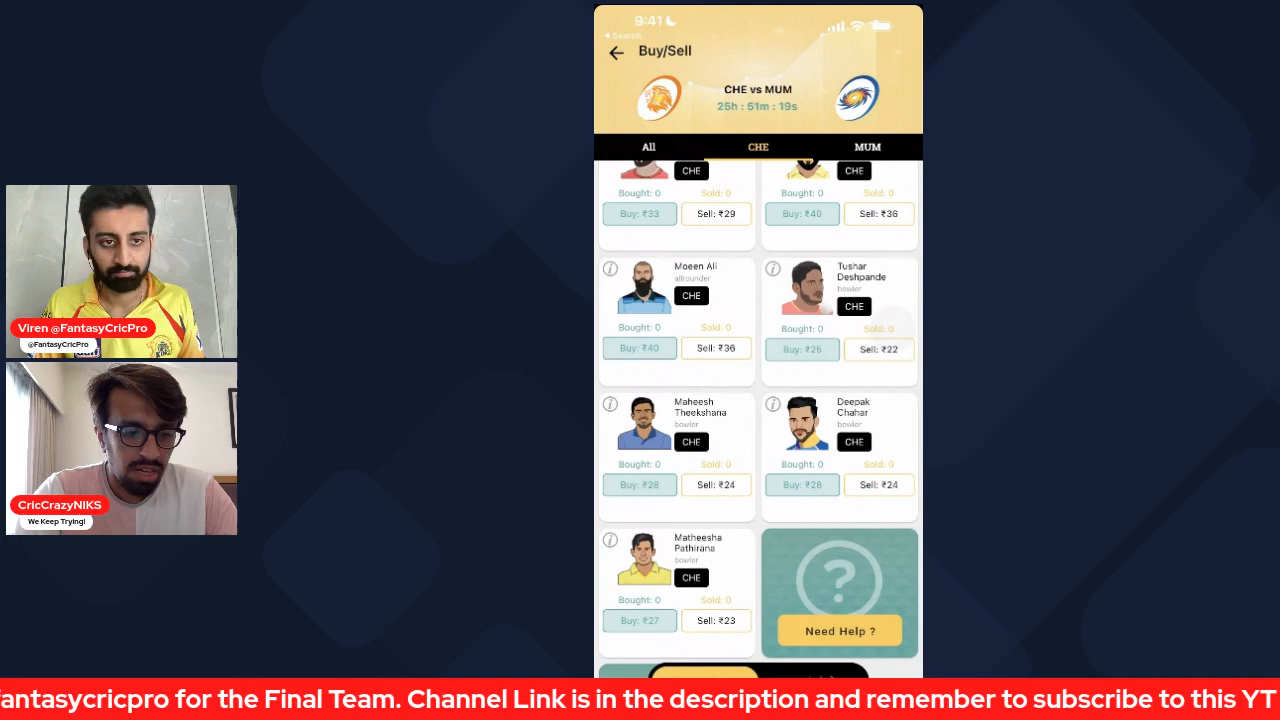 9:41
◀ Search
← Buy/Sell
CHE vs MUM
25h : 51m : 19s
All CHE MUM
CHE CHE
Bought: 0 Sold: 0 Bought: 0 Sold: 0
Buy: ₹33 Sell: ₹29 Buy: ₹40 Sell: ₹36
Moeen Ali
allrounder
CHE
Bought: 0 Sold: 0
Buy: ₹40 Sell: ₹36
Tushar
Deshpande
bowler
CHE
Bought: 0 Sold: 0
Buy: ₹26 Sell: ₹22
Maheesh
Theekshana
bowler
CHE
Bought: 0 Sold: 0
Buy: ₹28 Sell: ₹24
Deepak
Chahar
bowler
CHE
Bought: 0 Sold: 0
Buy: ₹28 Sell: ₹24
Matheesha
Pathirana
bowler
CHE
Bought: 0 Sold: 0
Buy: ₹27 Sell: ₹23
?
Need Help ?
Viren @FantasyCricPro
@FantasyCricPro
CricCrazyNIKS
We Keep Trying!
fantasycricpro for the Final Team. Channel Link is in the description and remember to subscribe to this YT